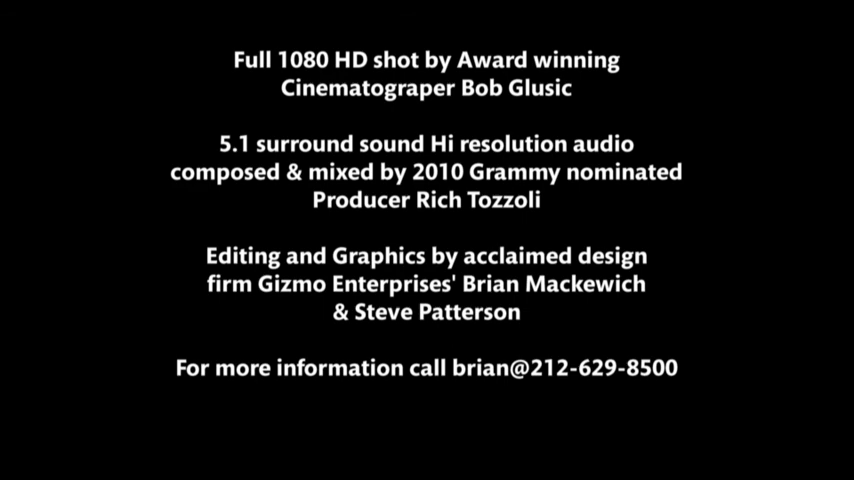 Full 1080 HD shot by Award winning
Cinematograper Bob Glusic
5.1 surround sound Hi resolution audio
composed & mixed by 2010 Grammy nominated
Producer Rich Tozzoli
Editing and Graphics by acclaimed design
firm Gizmo Enterprises' Brian Mackewich
& Steve Patterson
For more information call brian@212-629-8500